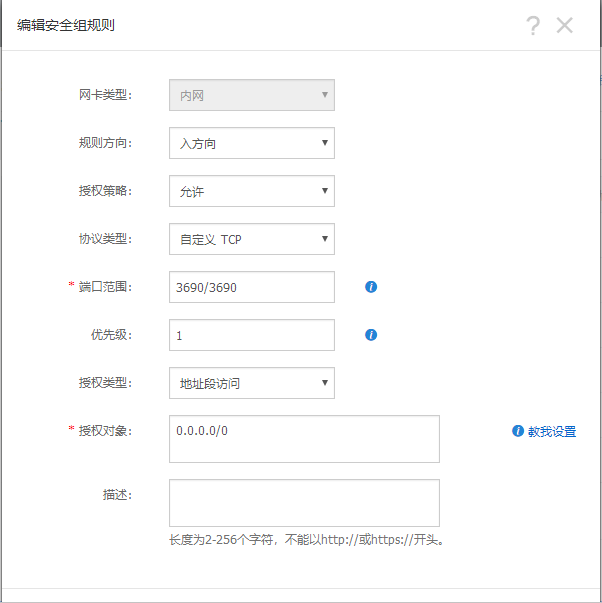 编辑安全组规则
网卡类型： 内网
规则方向： 入方向
授权策略： 允许
协议类型： 自定义 TCP
* 端口范围： 3690/3690
优先级： 1
授权类型： 地址段访问
* 授权对象： 0.0.0.0/0 教我设置
描述：
长度为2-256个字符，不能以http://或https://开头。